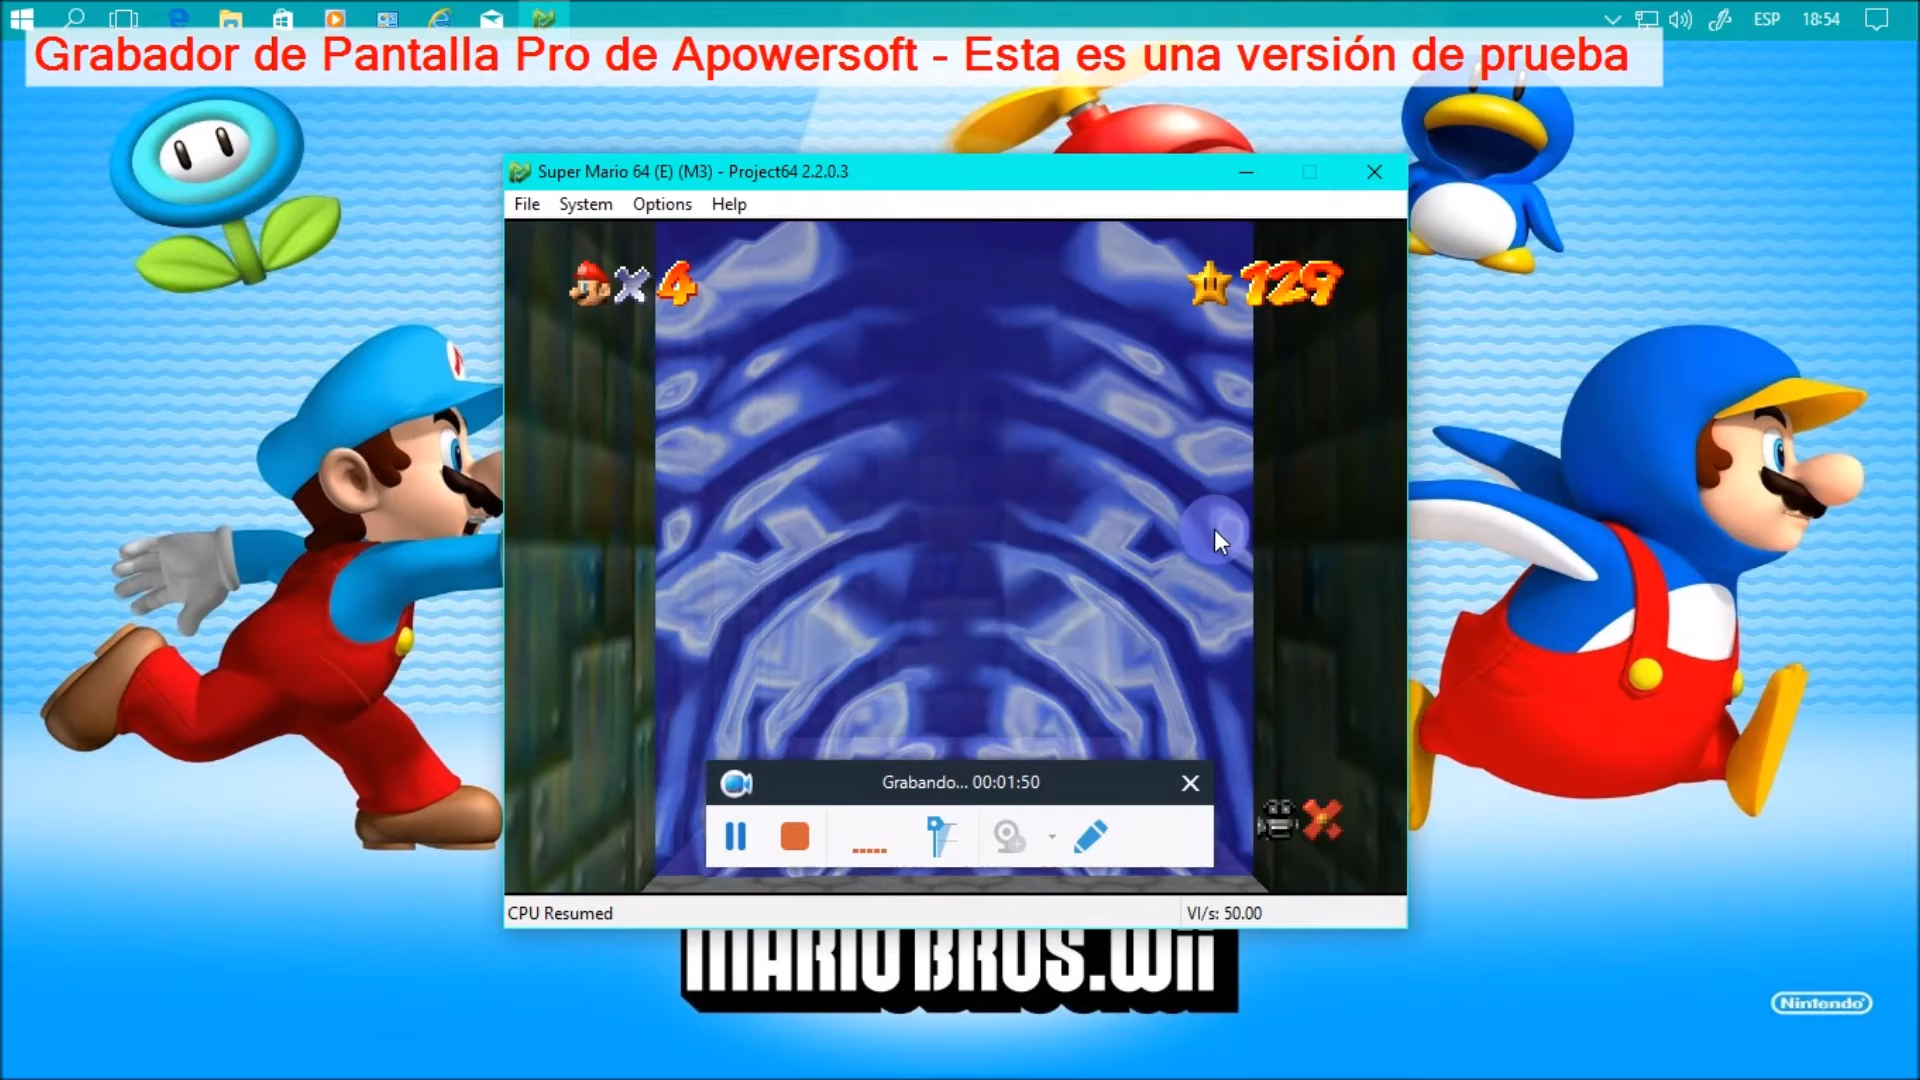 ESP 18:54
Grabador de Pantalla Pro de Apowersoft - Esta es una versión de prueba
Super Mario 64 (E) (M3) - Project64 2.2.0.3
File System Options Help
4 129
Grabando... 00:01:50
CPU Resumed VI/s: 50.00
MARIO BROS.Wii
Nintendo